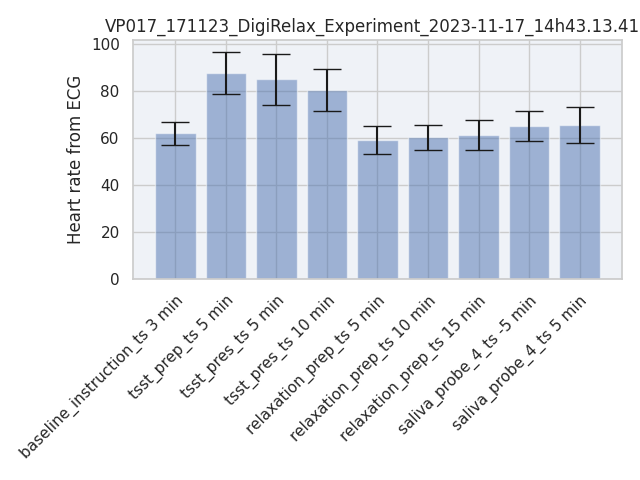 VP017_171123_DigiRelax_Experiment_2023-11-17_14h43.13.41
Heart rate from ECG
100
80
60
40
20
0
baseline_instruction_ts 3 min
tsst_prep_ts 5 min
tsst_pres_ts 5 min
tsst_pres_ts 10 min
relaxation_prep_ts 5 min
relaxation_prep_ts 10 min
relaxation_prep_ts 15 min
saliva_probe_4_ts -5 min
saliva_probe_4_ts 5 min